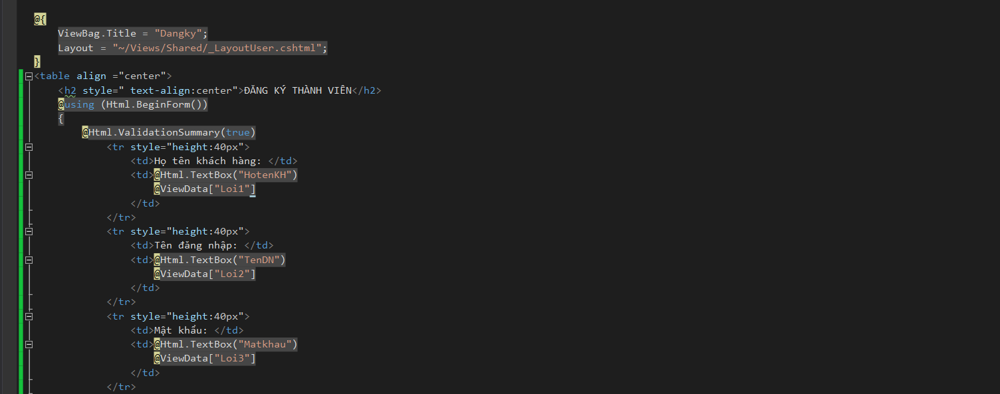 @{
ViewBag.Title = "Dangky";
Layout = "~/Views/Shared/_LayoutUser.cshtml";
}
<table align ="center">
<h2 style=" text-align:center">ĐĂNG KÝ THÀNH VIÊN</h2>
@using (Html.BeginForm())
{
@Html.ValidationSummary(true)
<tr style="height:40px">
<td>Họ tên khách hàng: </td>
<td>@Html.TextBox("HotenKH")
@ViewData["Loi1"]
</td>
</tr>
<tr style="height:40px">
<td>Tên đăng nhập: </td>
<td>@Html.TextBox("TenDN")
@ViewData["Loi2"]
</td>
</tr>
<tr style="height:40px">
<td>Mật khẩu: </td>
<td>@Html.TextBox("Matkhau")
@ViewData["Loi3"]
</td>
</tr>